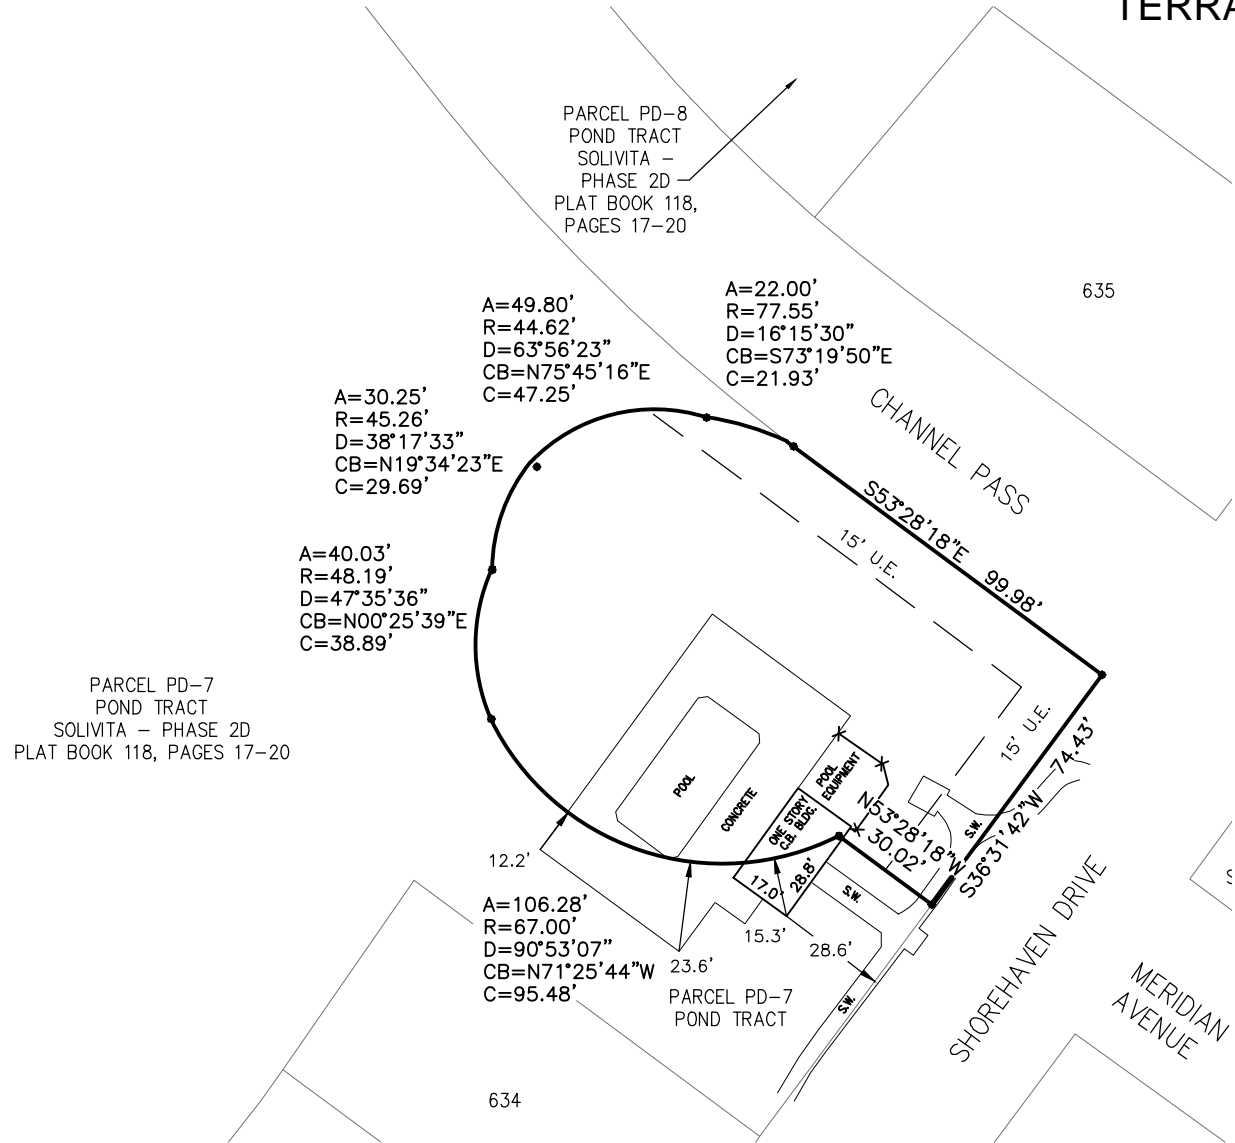 TERRA
PARCEL PD-8
POND TRACT
SOLIVITA -
PHASE 2D
PLAT BOOK 118,
PAGES 17-20
635
A=49.80'
R=44.62'
D=63°56'23"
CB=N75°45'16"E
C=47.25'
A=22.00'
R=77.55'
D=16°15'30"
CB=S73°19'50"E
C=21.93'
A=30.25'
R=45.26'
D=38°17'33"
CB=N19°34'23"E
C=29.69'
CHANNEL PASS
S53°28'18"E 99.98'
15' U.E.
A=40.03'
R=48.19'
D=47°35'36"
CB=N00°25'39"E
C=38.89'
PARCEL PD-7
POND TRACT
SOLIVITA - PHASE 2D
PLAT BOOK 118, PAGES 17-20
15' U.E.
S36°31'42"W 74.43'
POOL
CONCRETE
POOL
EQUIPMENT
ONE STORY
C.B. BLDG.
N53°28'18"W
30.02'
S.W.
12.2'
17.0'
28.8'
S.W.
A=106.28'
R=67.00'
D=90°53'07"
CB=N71°25'44"W
C=95.48'
15.3'
28.6'
23.6'
PARCEL PD-7
POND TRACT
S.W.
SHOREHAVEN DRIVE
MERIDIAN
AVENUE
634